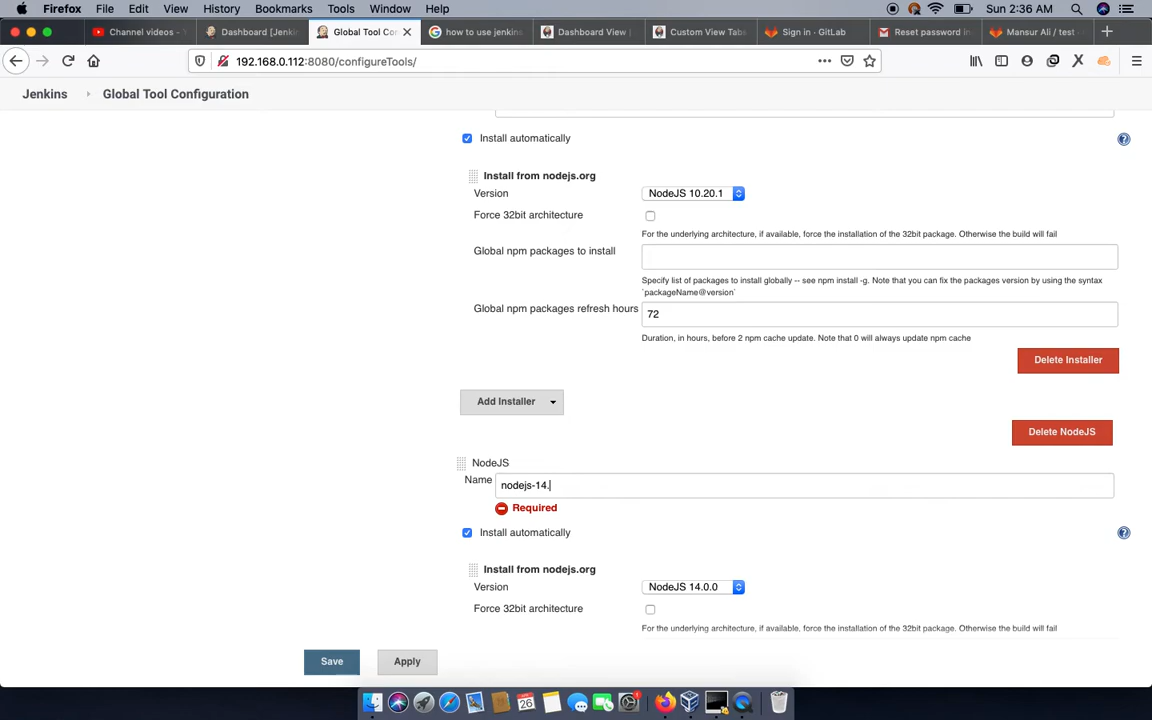 Firefox File Edit View History Bookmarks Tools Window Help Sun 2:36 AM
Channel videos - Dashboard [Jenki Global Tool Co Google how to use jenkins Dashboard View Custom View Tabs Sign in · GitLab Reset password in Mansur Ali / test ·
192.168.0.112:8080/configureTools/
Jenkins Global Tool Configuration
Install automatically
Install from nodejs.org
Version NodeJS 10.20.1
Force 32bit architecture
For the underlying architecture, if available, force the installation of the 32bit package. Otherwise the build will fail
Global npm packages to install
Specify list of packages to install globally -- see npm install -g. Note that you can fix the packages version by using the syntax
`packageName@version`
Global npm packages refresh hours 72
Duration, in hours, before 2 npm cache update. Note that 0 will always update npm cache
Delete Installer
Add Installer
Delete NodeJS
NodeJS
Name nodejs-14.
Required
Install automatically
Install from nodejs.org
Version NodeJS 14.0.0
Force 32bit architecture
For the underlying architecture, if available, force the installation of the 32bit package. Otherwise the build will fail
Save Apply
26